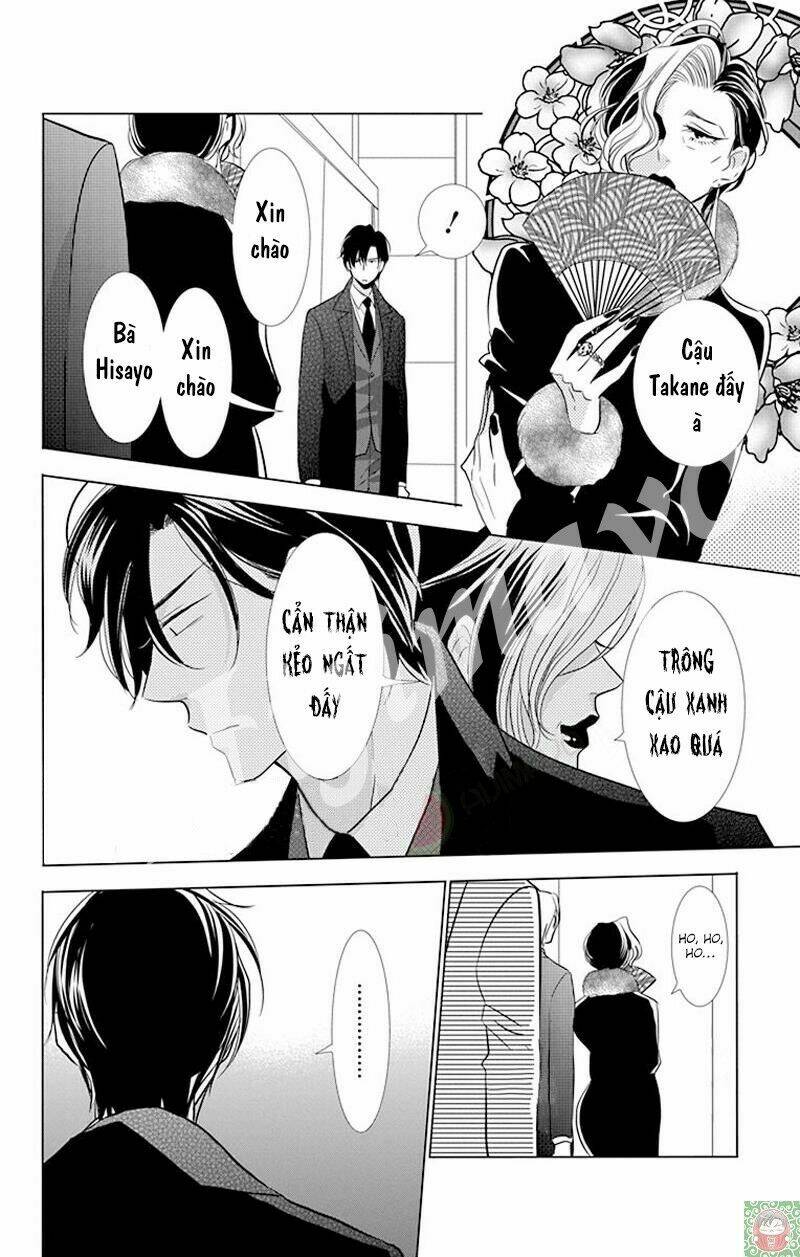 Cậu
Takane đấy
à
!
Xin
chào
Xin
chào
Bà
Hisayo
TRÔNG
CẬU XANH
XAO QUÁ
CẨN THẬN
KẺO NGẤT
ĐẤY
HO, HO,
HO...
..........